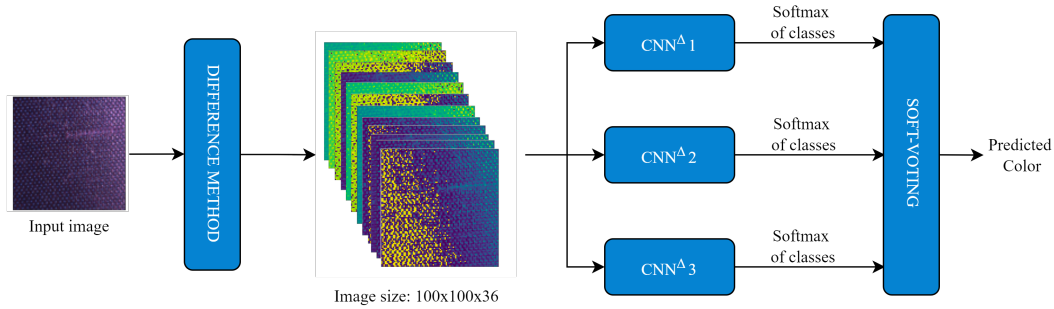 Input image
DIFFERENCE METHOD
Image size: 100x100x36
CNN^Δ 1
CNN^Δ 2
CNN^Δ 3
Softmax
of classes
Softmax
of classes
Softmax
of classes
SOFT-VOTING
Predicted
Color